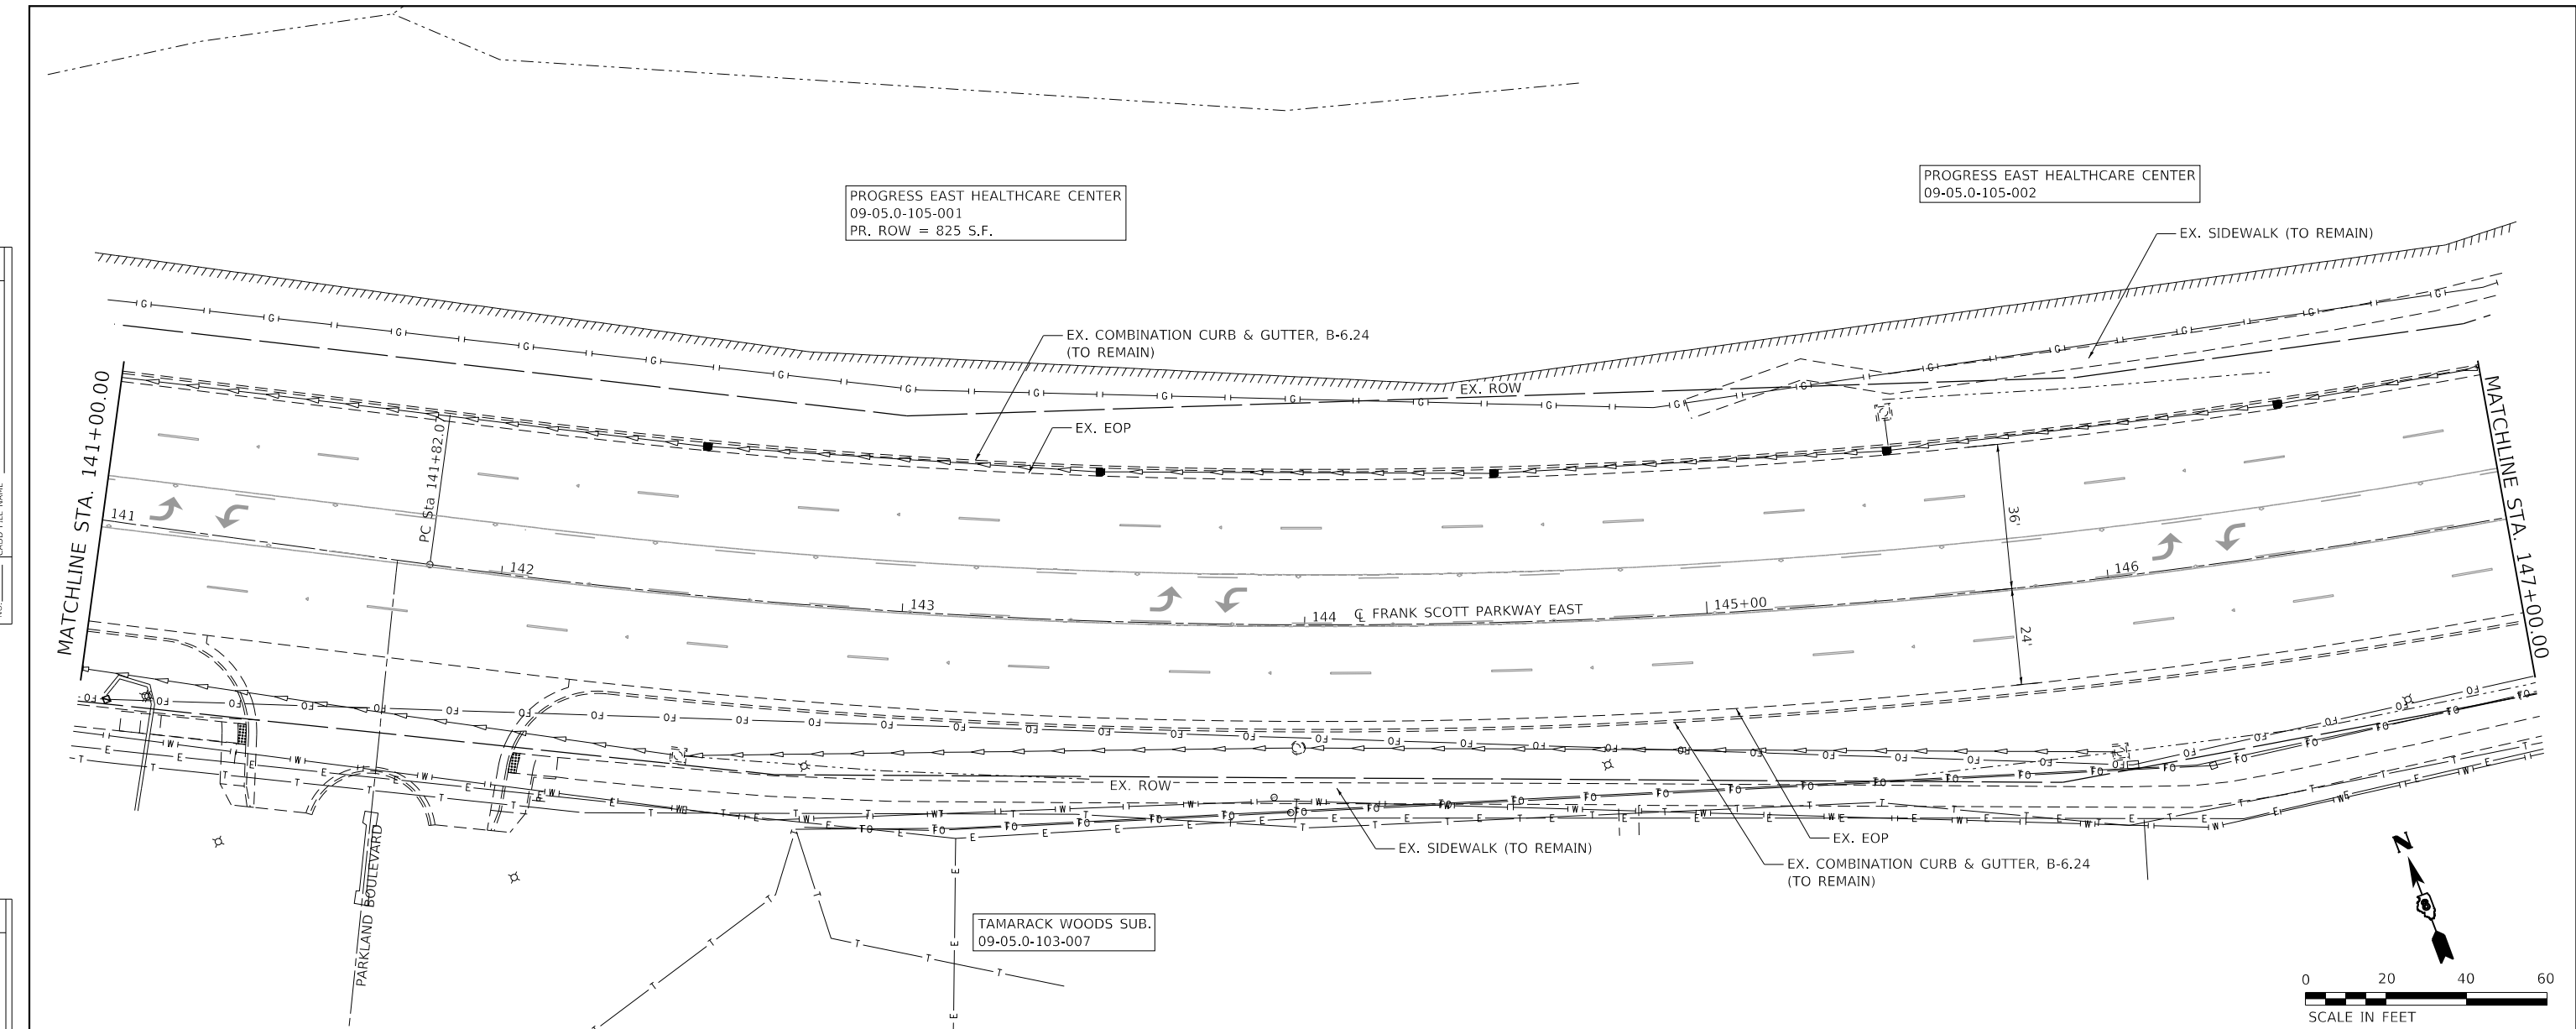 PROGRESS EAST HEALTHCARE CENTER
09-05.0-105-001
PR. ROW = 825 S.F.
PROGRESS EAST HEALTHCARE CENTER
09-05.0-105-002
EX. SIDEWALK (TO REMAIN)
EX. COMBINATION CURB & GUTTER, B-6.24
(TO REMAIN)
EX. ROW
EX. EOP
MATCHLINE STA. 141+00.00
PC Sta 141+82.07
MATCHLINE STA. 147+00.00
141
142
143
144
℄ FRANK SCOTT PARKWAY EAST
145+00
146
36'
24'
EX. ROW
EX. SIDEWALK (TO REMAIN)
EX. EOP
EX. COMBINATION CURB & GUTTER, B-6.24
(TO REMAIN)
PARKLAND BOULEVARD
TAMARACK WOODS SUB.
09-05.0-103-007
N
0 20 40 60
SCALE IN FEET